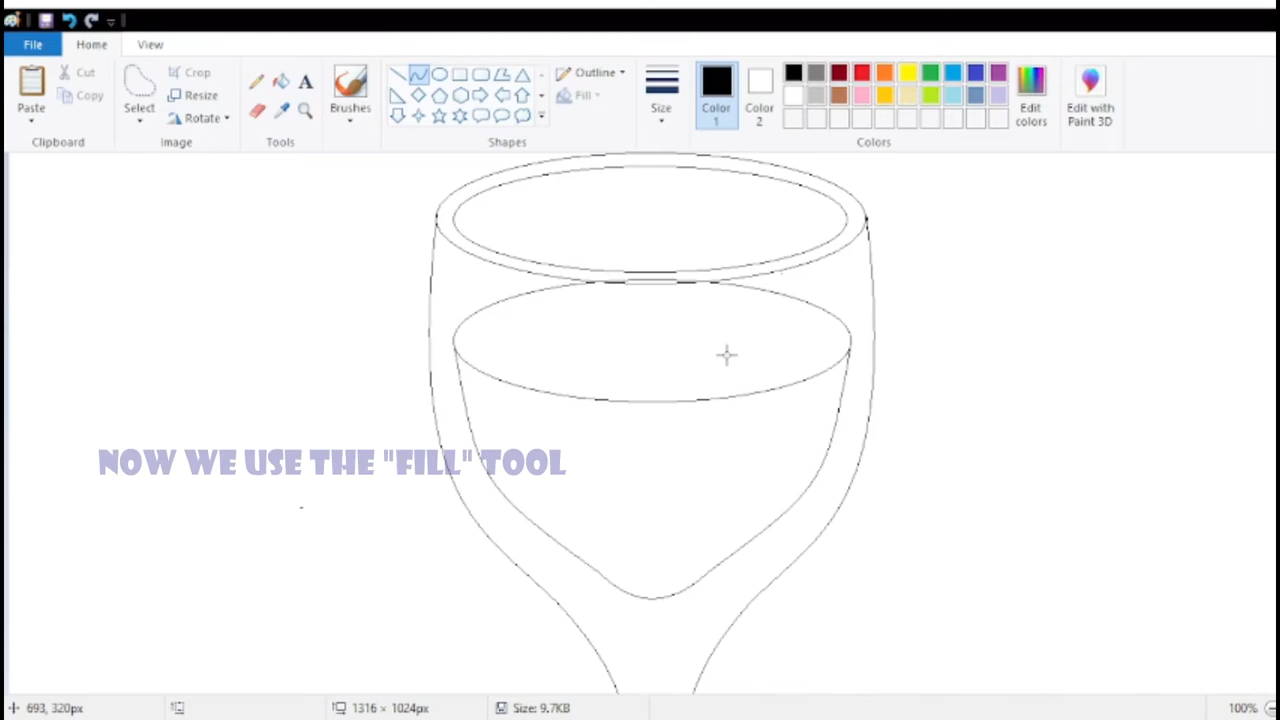 File Home View
Paste
Cut
Copy
Clipboard
Select
Crop
Resize
Rotate
Image
A
Tools
Brushes
Outline
Fill
Shapes
Size
Color
1
Color
2
Edit
colors
Colors
Edit with
Paint 3D
NOW WE USE THE "FILL" TOOL
693, 320px 1316 × 1024px Size: 9.7KB 100%